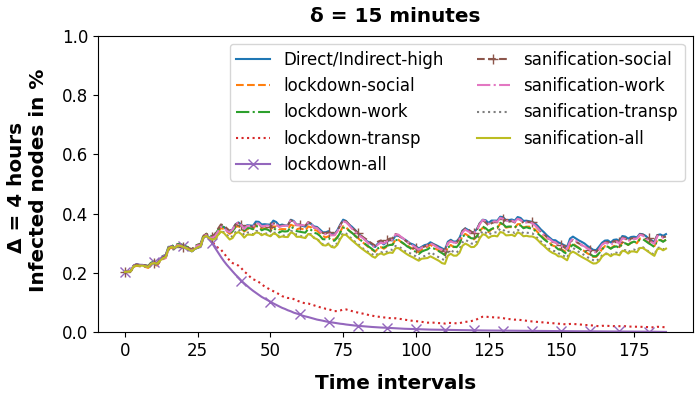 δ = 15 minutes
Δ = 4 hours
Infected nodes in %
1.0
0.8
0.6
0.4
0.2
0.0
Direct/Indirect-high
lockdown-social
lockdown-work
lockdown-transp
lockdown-all
sanification-social
sanification-work
sanification-transp
sanification-all
0 25 50 75 100 125 150 175
Time intervals